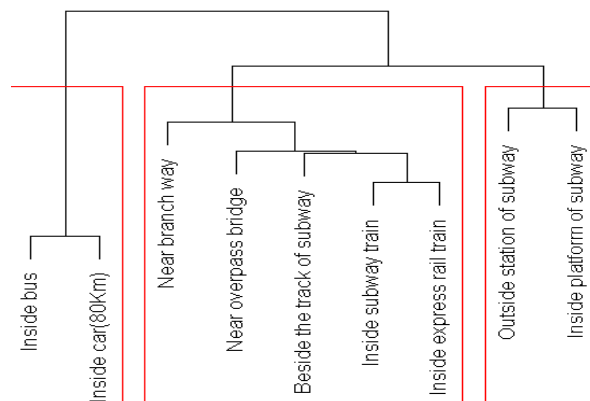 Inside bus
Inside car(80Km)
Near branch way
Near overpass bridge
Beside the track of subway
Inside subway train
Inside express rail train
Outside station of subway
Inside platform of subway